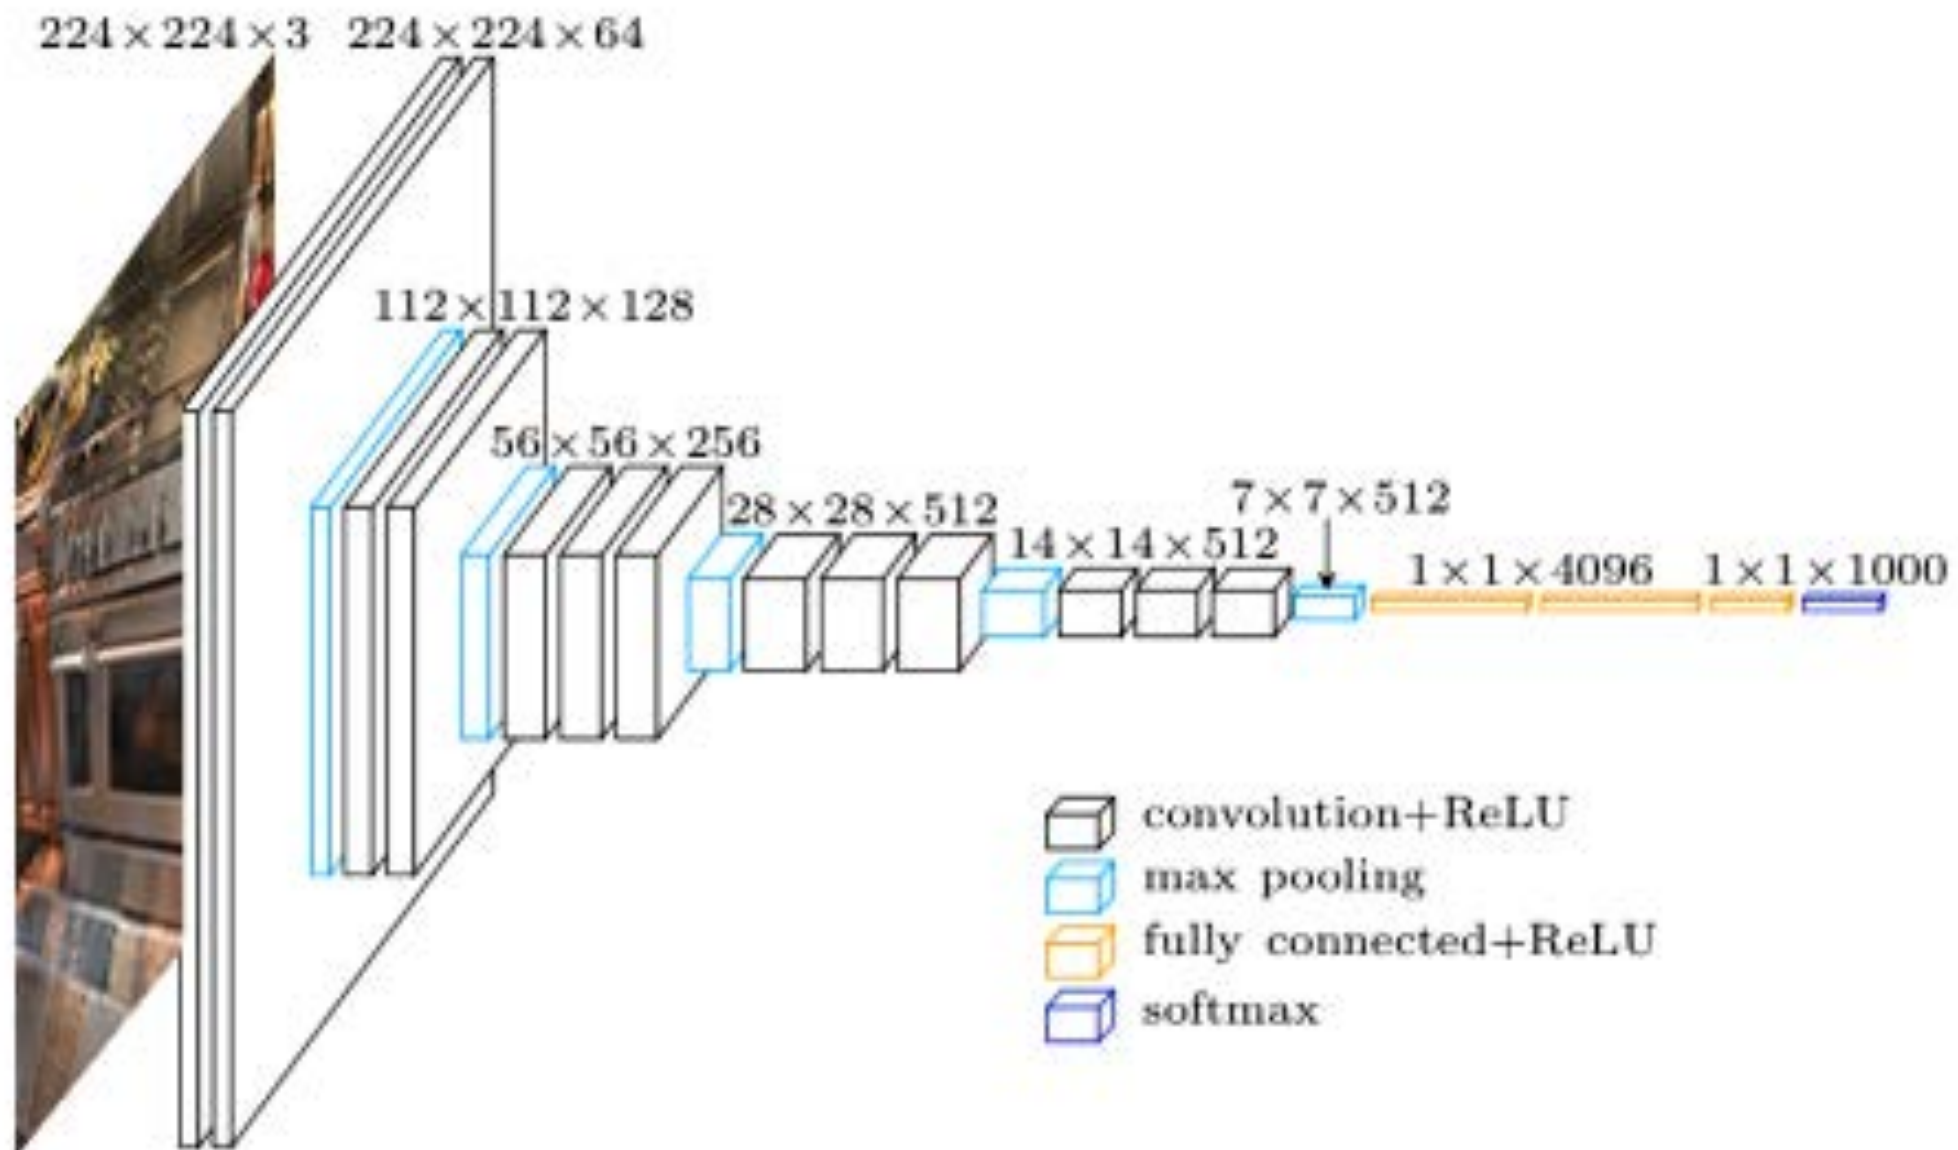 224×224×3
224×224×64
112×112×128
56×56×256
28×28×512
14×14×512
7×7×512
1×1×4096
1×1×1000
convolution+ReLU
max pooling
fully connected+ReLU
softmax